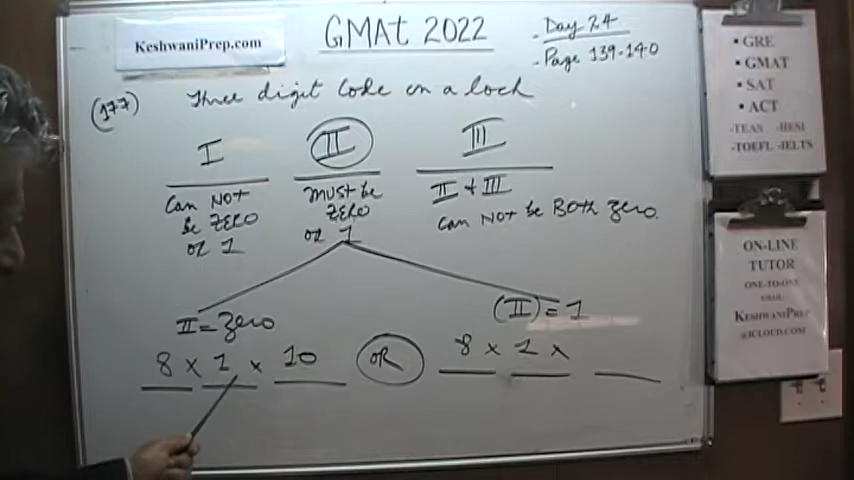 KeshwaniPrep.com
GMAt 2022
- Day 24
- Page 139-140
(177) Three digit Code on a lock
I
II
III
Can NOt
be ZERO
or 1
Must be
ZERO
or 1
II + III
Can Not be Both Zero.
II = Zero
(II) = 1
8 x 1 x 10
OR
8 x 1 x
• GRE
• GMAT
• SAT
• ACT
-TEAS -HESI
-TOEFL -IELTS
ON-LINE
TUTOR
ONE-TO-ONE
KESHWANIPREP
@ICLOUD.COM